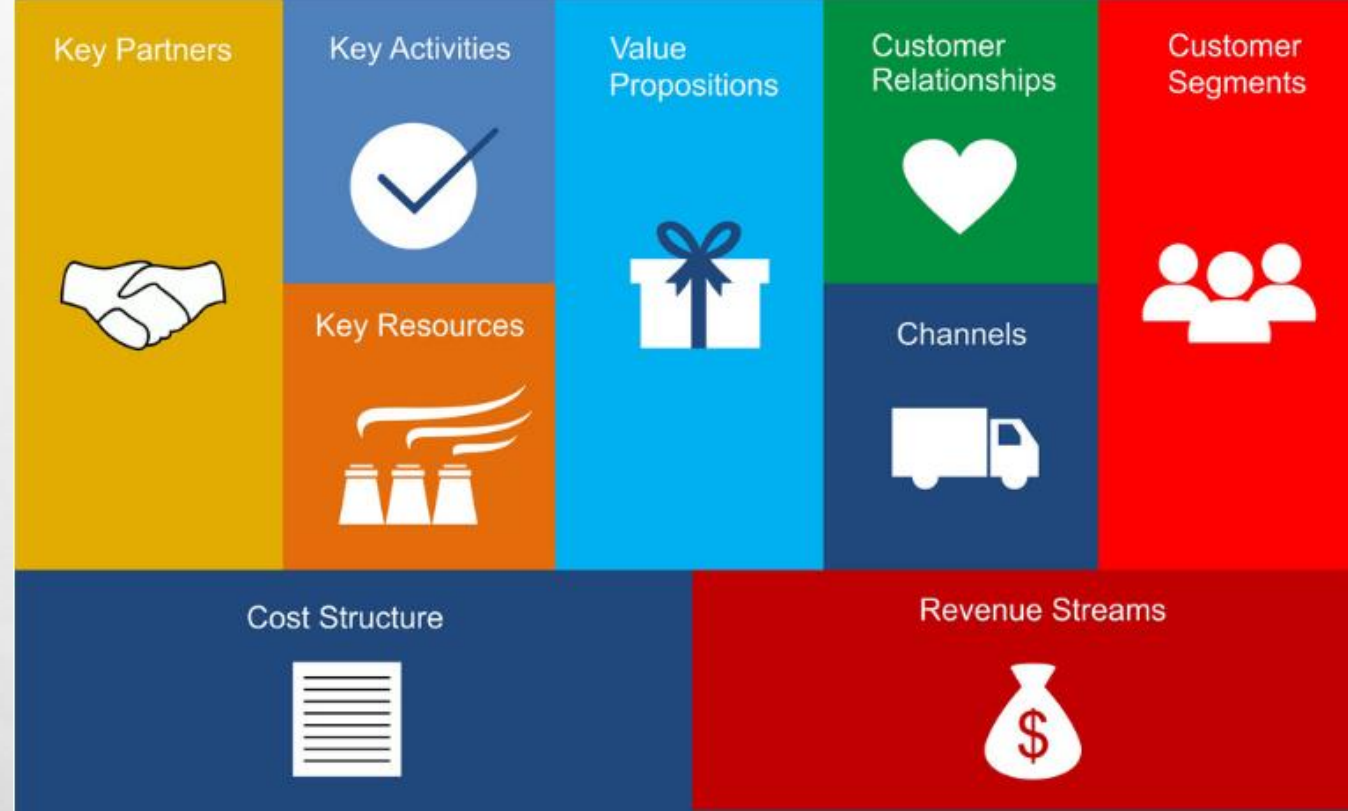 Key Partners
Key Activities
Value
Propositions
Customer
Relationships
Customer
Segments
Key Resources
Channels
Cost Structure
Revenue Streams
$